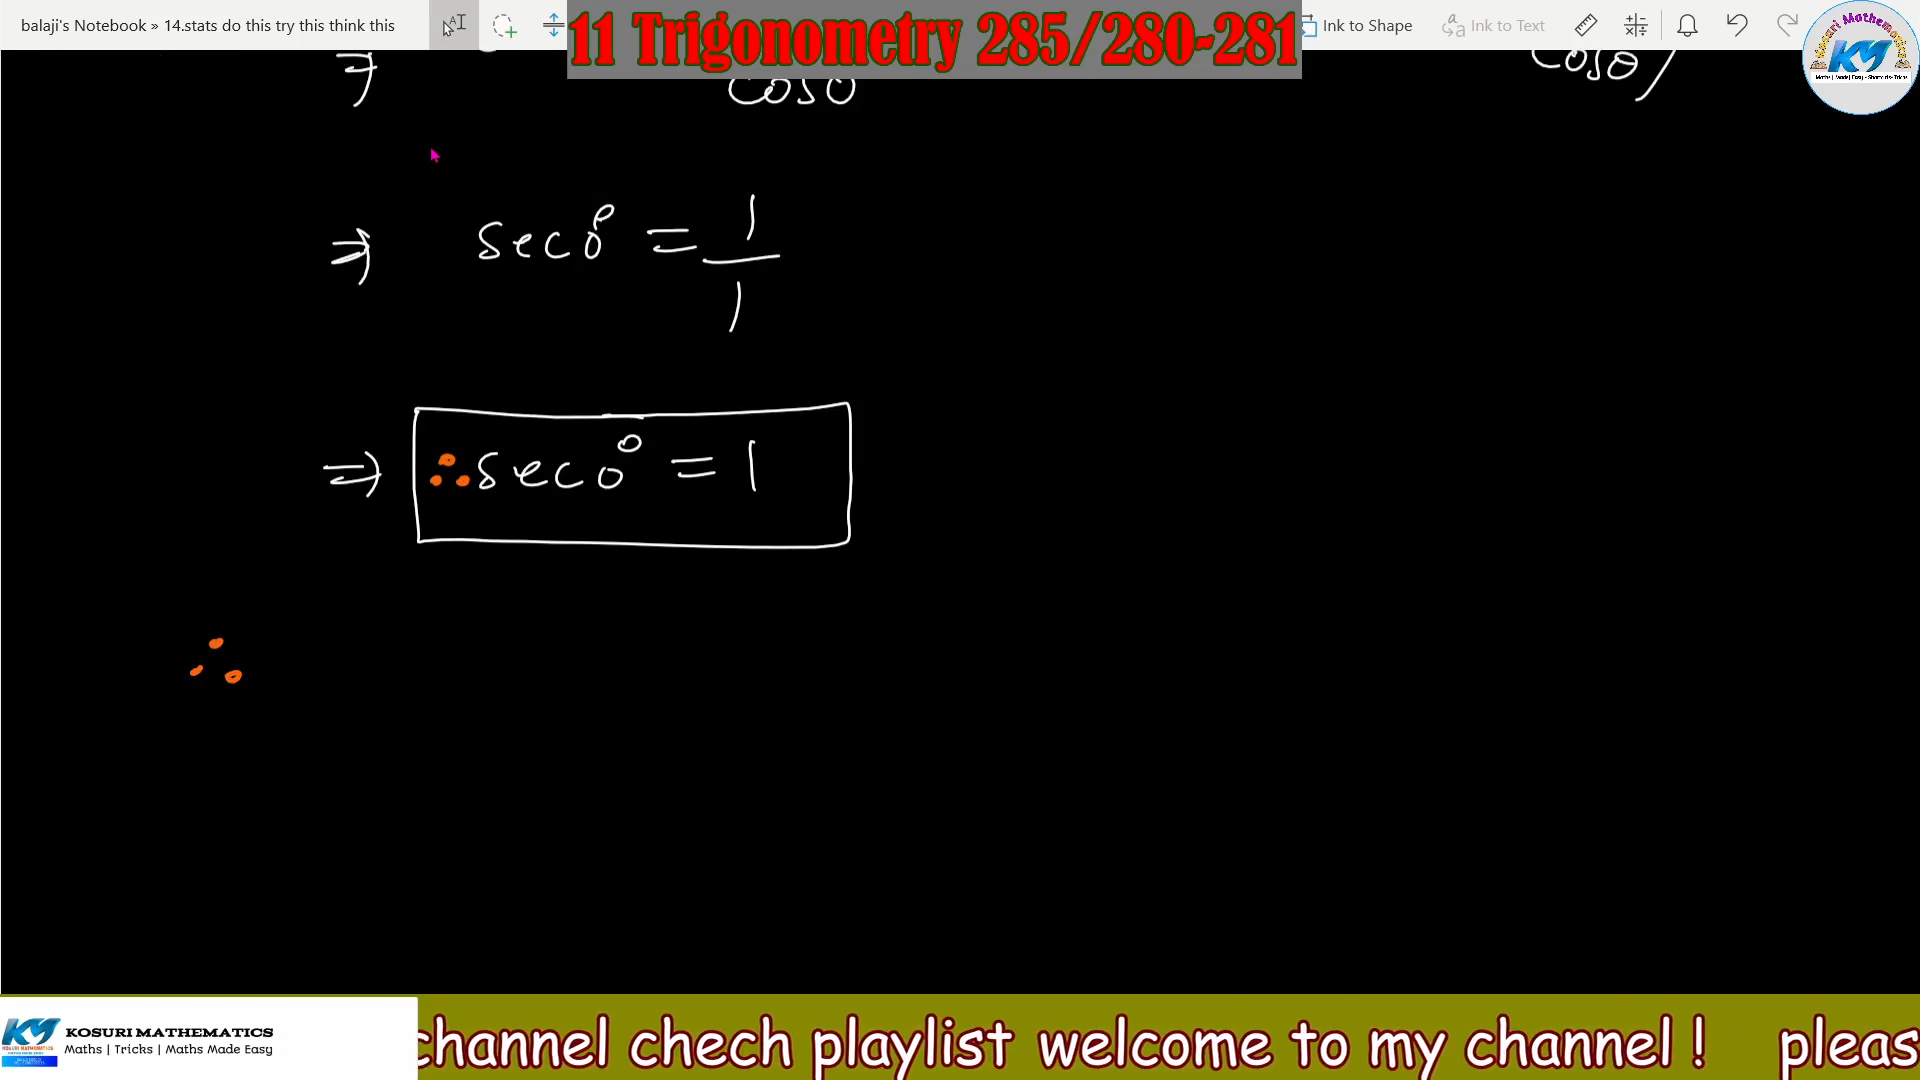 balaji's Notebook » 14.stats do this try this think this
11 Trigonometry 285/280-281
Ink to Shape
Ink to Text
⇒ cos0
cosθ)
⇒ sec0° = 1/1
⇒ ∴ sec0° = 1
∴
KM
KOSURI MATHEMATICS
Maths | Tricks | Maths Made Easy
channel chech playlist welcome to my channel ! pleas